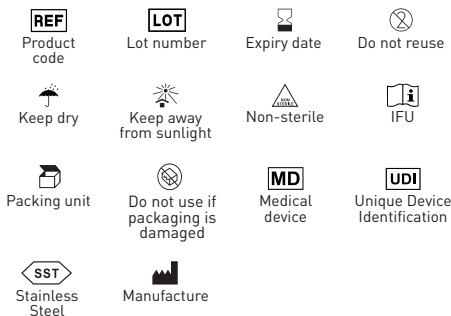 REF
LOT
2
Product code
Lot number
Expiry date
Do not reuse
NON STERILE
i
Keep dry
Keep away from sunlight
Non-sterile
IFU
MD
UDI
Packing unit
Do not use if packaging is damaged
Medical device
Unique Device Identification
SST
Stainless Steel
Manufacture